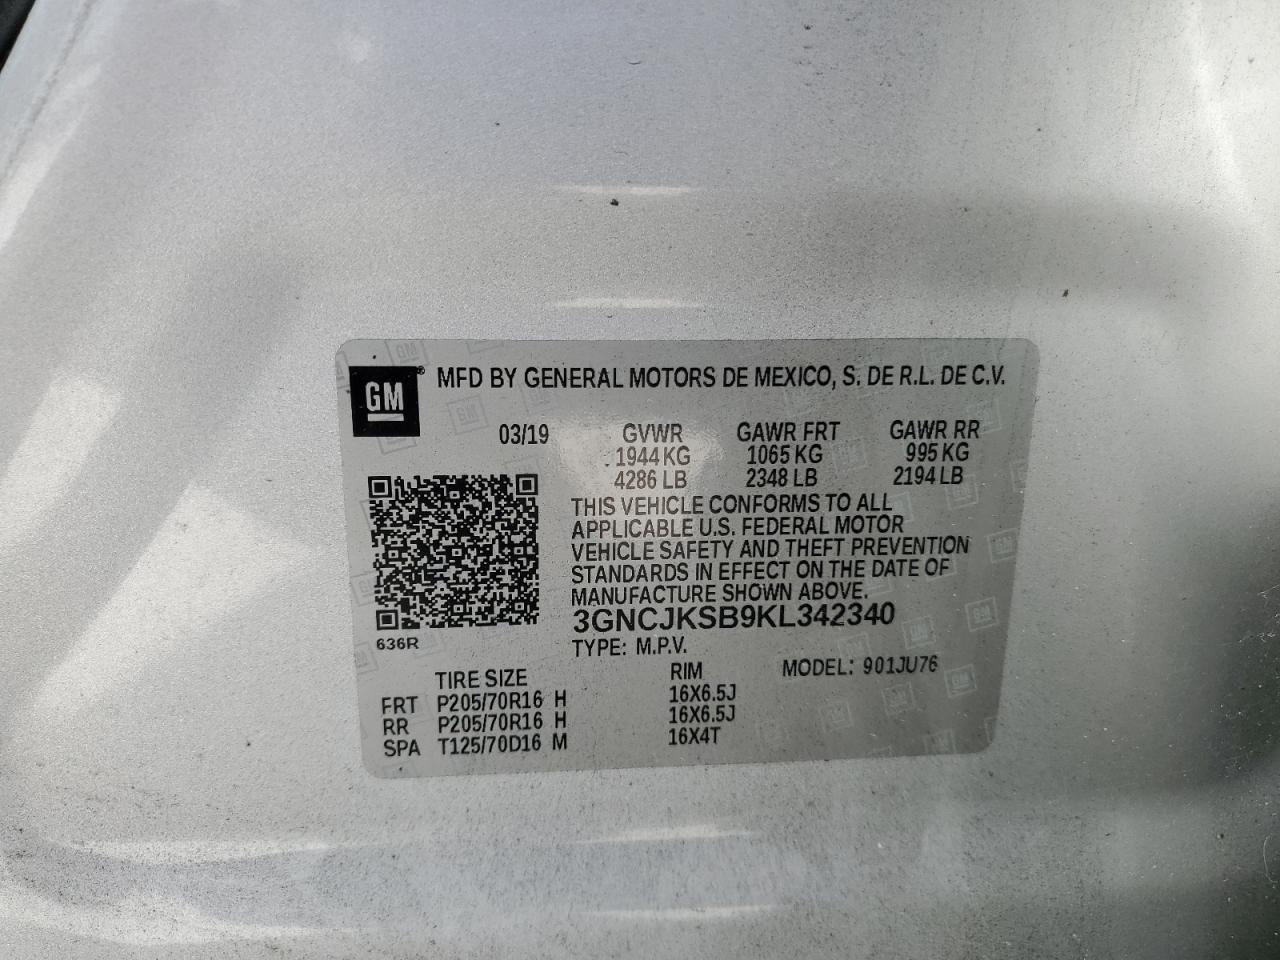 GM ® MFD BY GENERAL MOTORS DE MEXICO, S. DE R.L. DE C.V.
03/19 GVWR GAWR FRT GAWR RR
1944 KG 1065 KG 995 KG
4286 LB 2348 LB 2194 LB
THIS VEHICLE CONFORMS TO ALL
APPLICABLE U.S. FEDERAL MOTOR
VEHICLE SAFETY AND THEFT PREVENTION
STANDARDS IN EFFECT ON THE DATE OF
MANUFACTURE SHOWN ABOVE.
3GNCJKSB9KL342340
636R
TYPE: M.P.V.
TIRE SIZE RIM MODEL: 901JU76
FRT P205/70R16 H 16X6.5J
RR P205/70R16 H 16X6.5J
SPA T125/70D16 M 16X4T